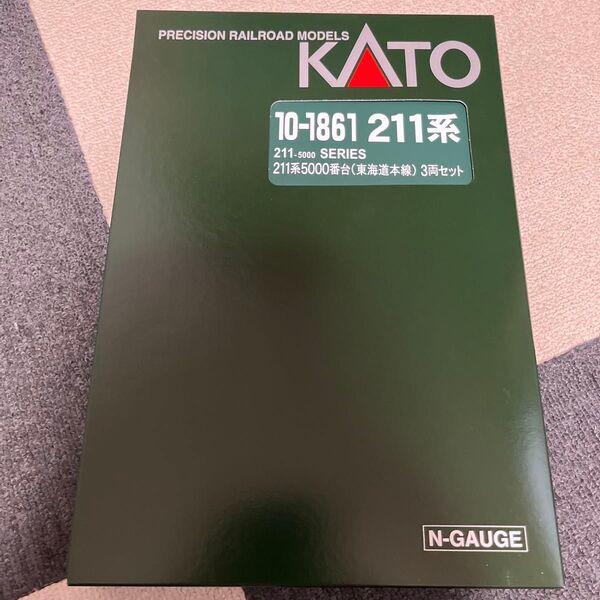 PRECISION RAILROAD MODELS
KATO
10-1861 211系
211-5000 SERIES
211系5000番台(東海道本線) 3両セット
N-GAUGE